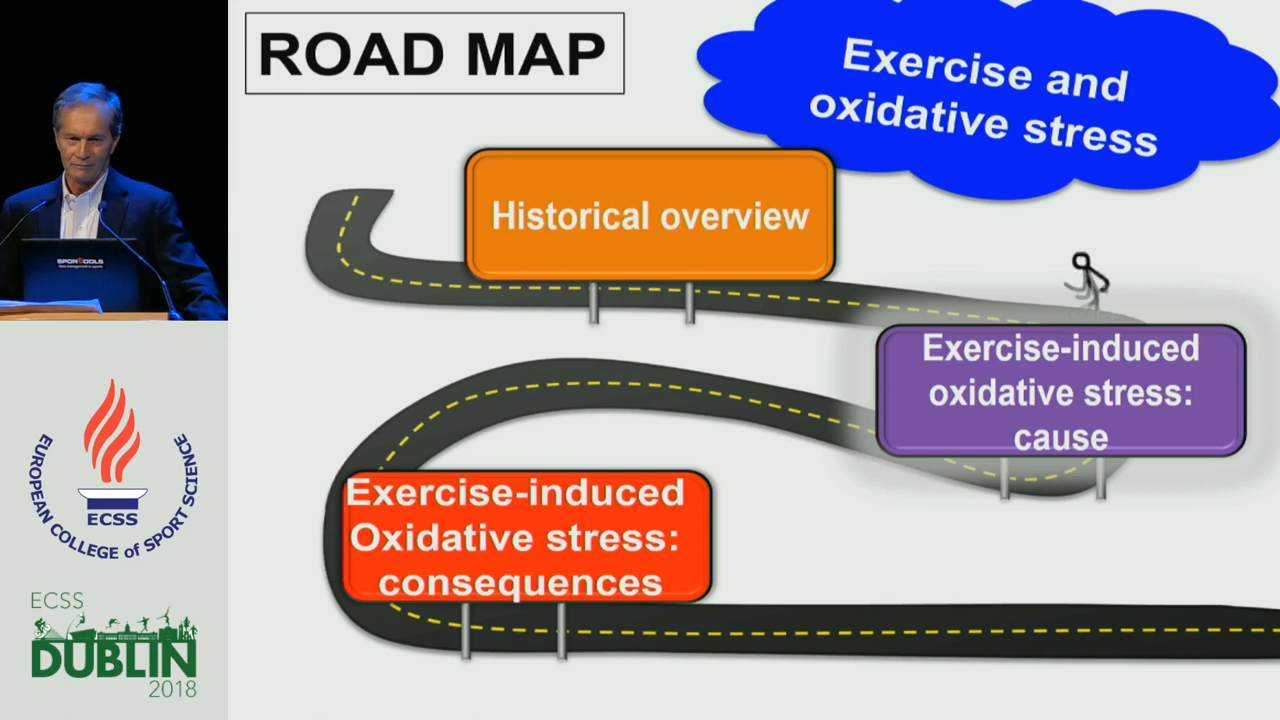 ROAD MAP
Exercise and
oxidative stress
Historical overview
Exercise-induced
oxidative stress:
cause
Exercise-induced
Oxidative stress:
consequences
EUROPEAN COLLEGE of SPORT SCIENCE
ECSS
ECSS
DUBLIN
2018